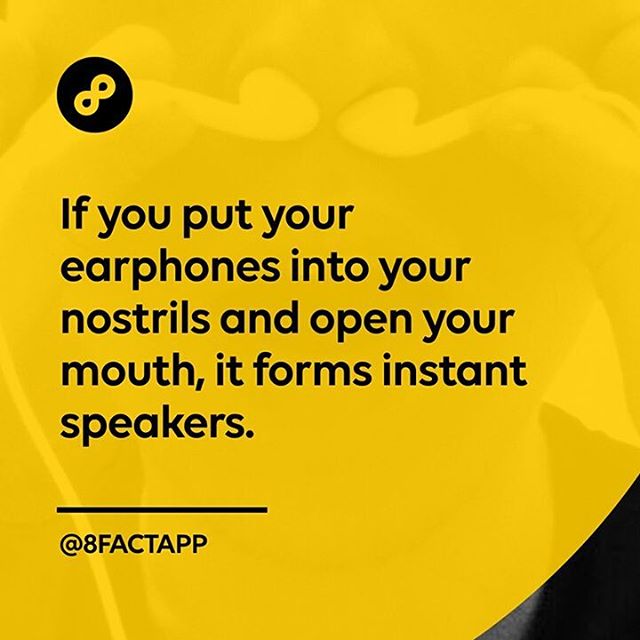 If you put your
earphones into your
nostrils and open your
mouth, it forms instant
speakers.
@8FACTAPP